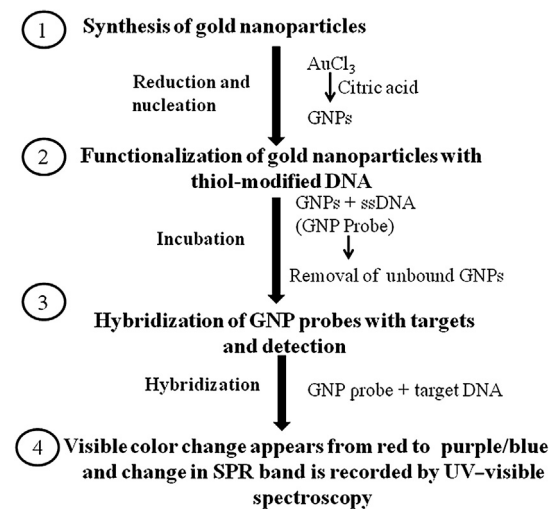 1 Synthesis of gold nanoparticles
Reduction and
nucleation
AuCl3
Citric acid
GNPs
2 Functionalization of gold nanoparticles with
thiol-modified DNA
Incubation
GNPs + ssDNA
(GNP Probe)
Removal of unbound GNPs
3 Hybridization of GNP probes with targets
and detection
Hybridization
GNP probe + target DNA
4 Visible color change appears from red to purple/blue
and change in SPR band is recorded by UV–visible
spectroscopy